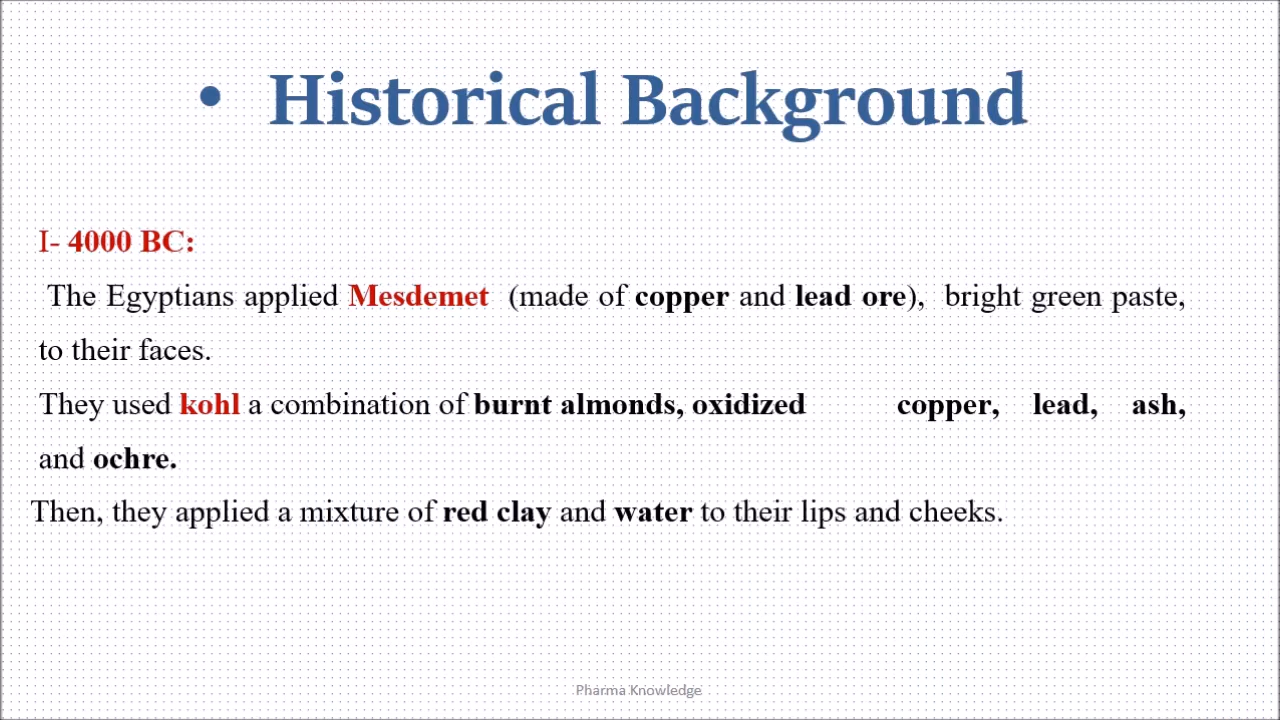 • Historical Background
I- 4000 BC:
The Egyptians applied Mesdemet (made of copper and lead ore), bright green paste,
to their faces.
They used kohl a combination of burnt almonds, oxidized copper, lead, ash,
and ochre.
Then, they applied a mixture of red clay and water to their lips and cheeks.
Pharma Knowledge